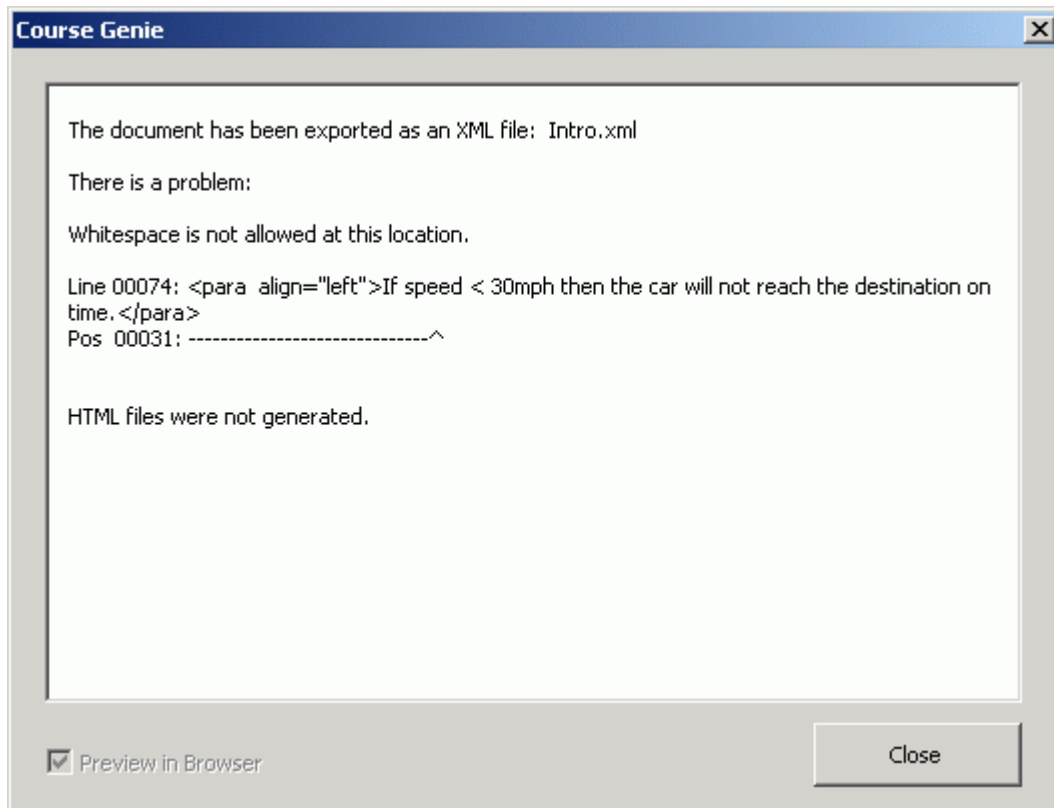 Course Genie
The document has been exported as an XML file:  Intro.xml
There is a problem:
Whitespace is not allowed at this location.
Line 00074: <para  align="left">If speed < 30mph then the car will not reach the destination on
time.</para>
Pos  00031: ------------------------------^
HTML files were not generated.
Preview in Browser
Close